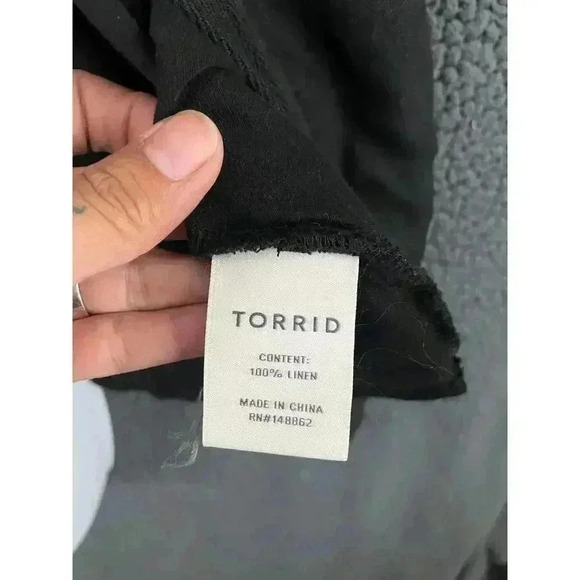 TORRID
CONTENT:
100% LINEN
MADE IN CHINA
RN#148862